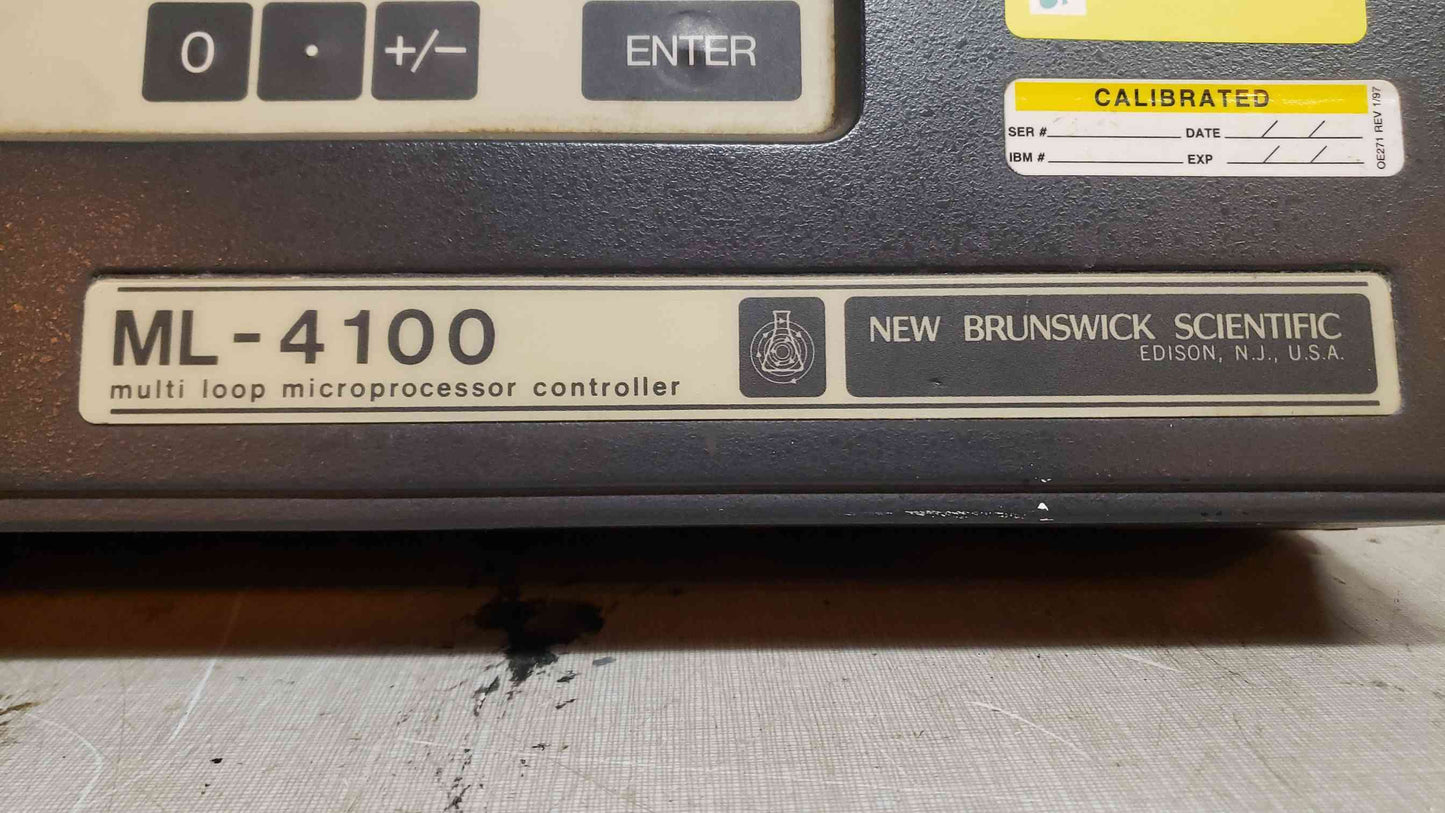 0 . +/− ENTER
CALIBRATED
SER # DATE / /
IBM # EXP / /
OE271 REV 1/97
ML-4100
multi loop microprocessor controller
NEW BRUNSWICK SCIENTIFIC
EDISON, N.J., U.S.A.